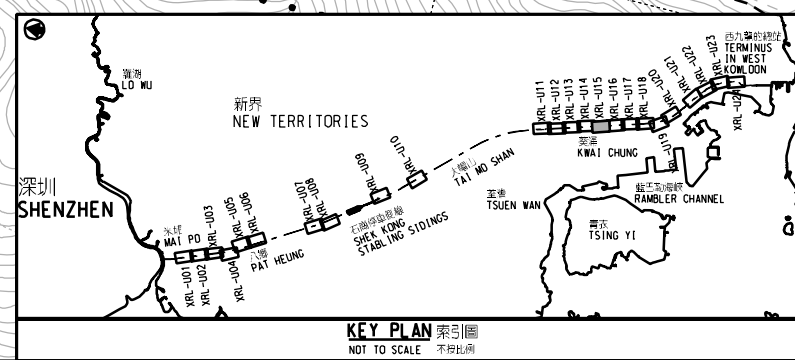 羅湖
LO WU
新界
NEW TERRITORIES
深圳
SHENZHEN
米埔
MAI PO
XRL-U01
XRL-U02
XRL-U03
XRL-U04
XRL-U05
XRL-U06
八鄉
PAT HEUNG
XRL-U07
XRL-U08
石崗停車側線
SHEK KONG
STABLING SIDINGS
XRL-U09
XRL-U10
大帽山
TAI MO SHAN
XRL-U11
XRL-U12
XRL-U13
XRL-U14
XRL-U15
XRL-U16
XRL-U17
XRL-U18
XRL-U19
XRL-U20
XRL-U21
XRL-U22
XRL-U23
XRL-U24
西九龍的總站
TERMINUS
IN WEST
KOWLOON
葵涌
KWAI CHUNG
荃灣
TSUEN WAN
藍巴勒海峽
RAMBLER CHANNEL
青衣
TSING YI
KEY PLAN 索引圖
NOT TO SCALE 不按比例